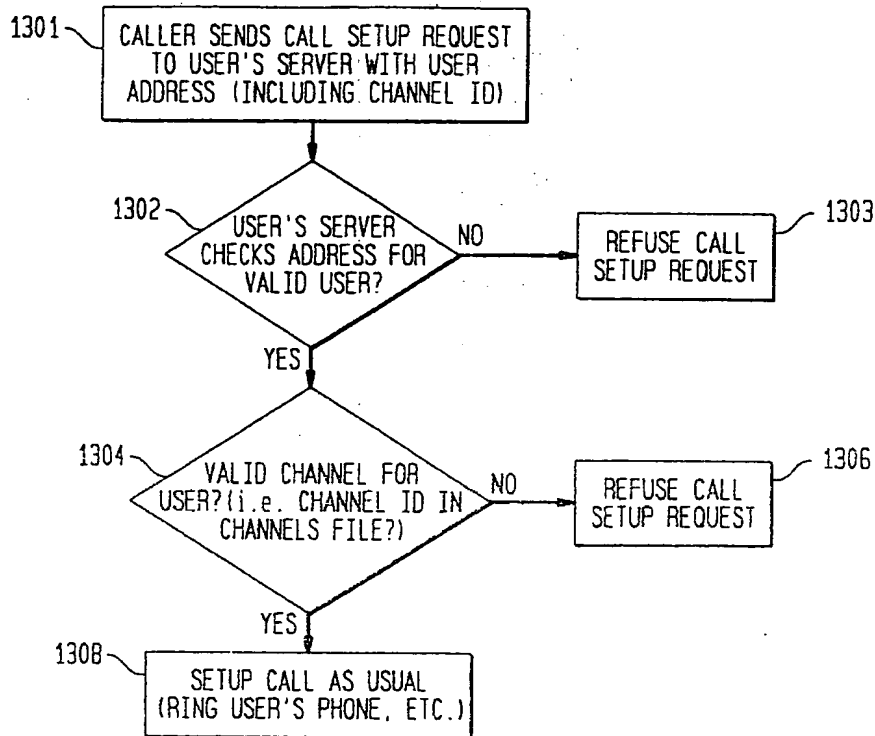 1301
CALLER SENDS CALL SETUP REQUEST
TO USER'S SERVER WITH USER
ADDRESS (INCLUDING CHANNEL ID)
1302
USER'S SERVER
CHECKS ADDRESS FOR
VALID USER?
NO
1303
REFUSE CALL
SETUP REQUEST
YES
1304
VALID CHANNEL FOR
USER?(i.e. CHANNEL ID IN
CHANNELS FILE?)
NO
1306
REFUSE CALL
SETUP REQUEST
YES
1308
SETUP CALL AS USUAL
(RING USER'S PHONE, ETC.)